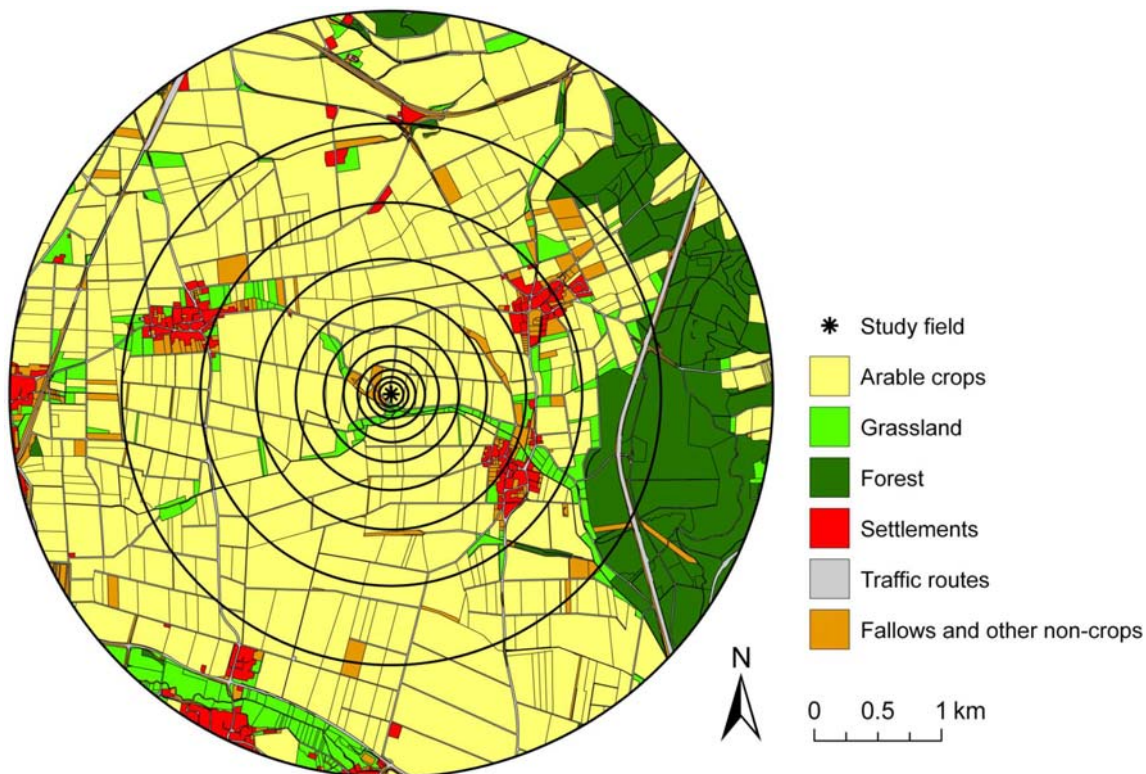 Study field
Arable crops
Grassland
Forest
Settlements
Traffic routes
Fallows and other non-crops
N
0 0.5 1 km